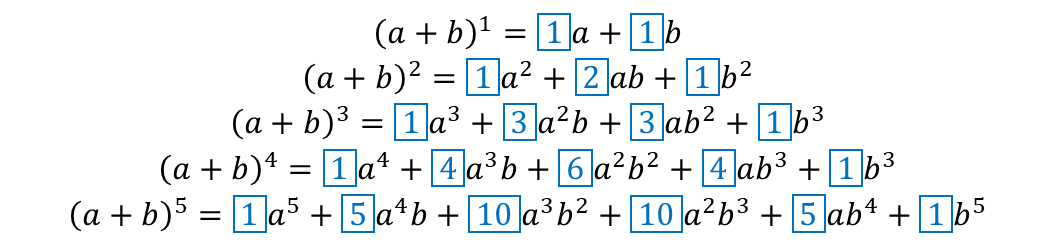 (a + b)¹ = 1a + 1b
(a + b)² = 1a² + 2ab + 1b²
(a + b)³ = 1a³ + 3a²b + 3ab² + 1b³
(a + b)⁴ = 1a⁴ + 4a³b + 6a²b² + 4ab³ + 1b³
(a + b)⁵ = 1a⁵ + 5a⁴b + 10a³b² + 10a²b³ + 5ab⁴ + 1b⁵